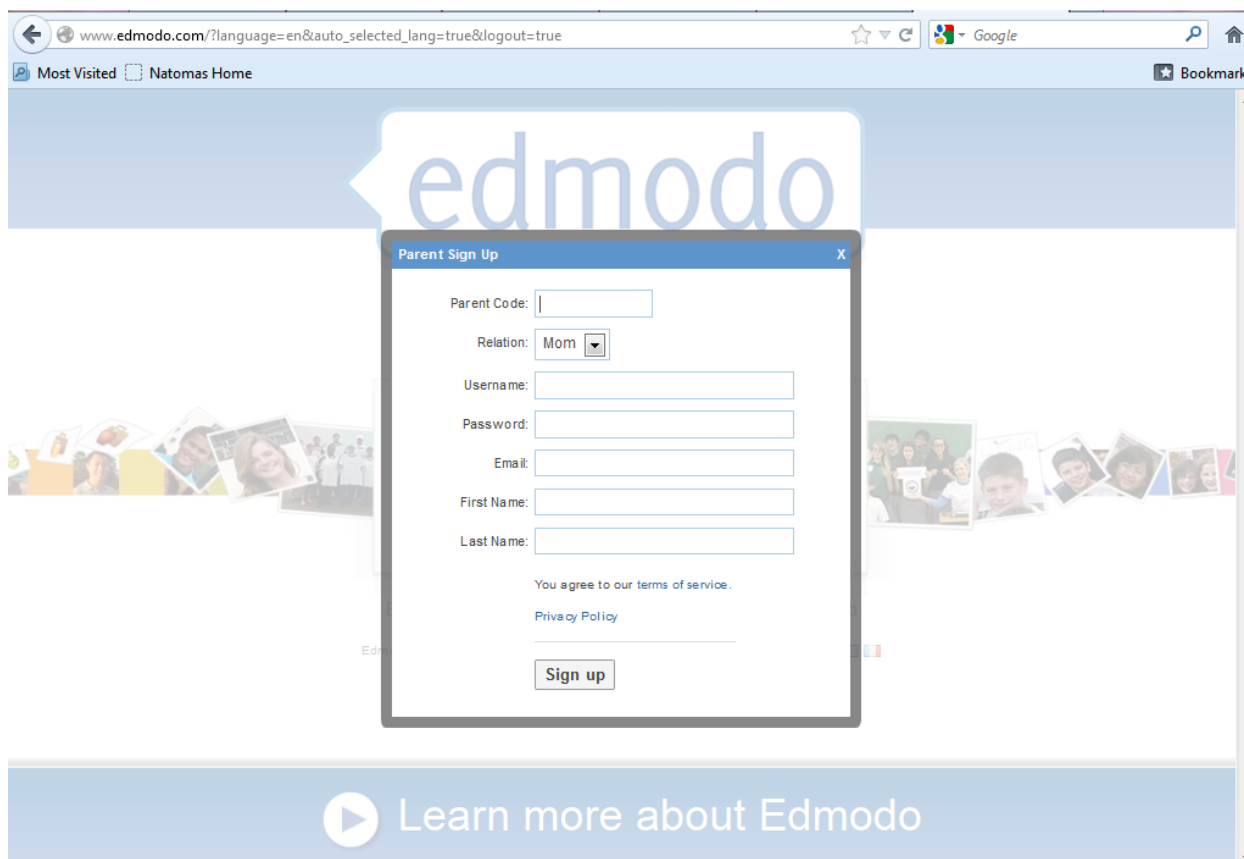 www.edmodo.com/?language=en&auto_selected_lang=true&logout=true Google
Most Visited Natomas Home Bookmark
edmodo
Parent Sign Up X
Parent Code:
Relation: Mom
Username:
Password:
Email:
First Name:
Last Name:
You agree to our terms of service.
Privacy Policy
Sign up
Learn more about Edmodo